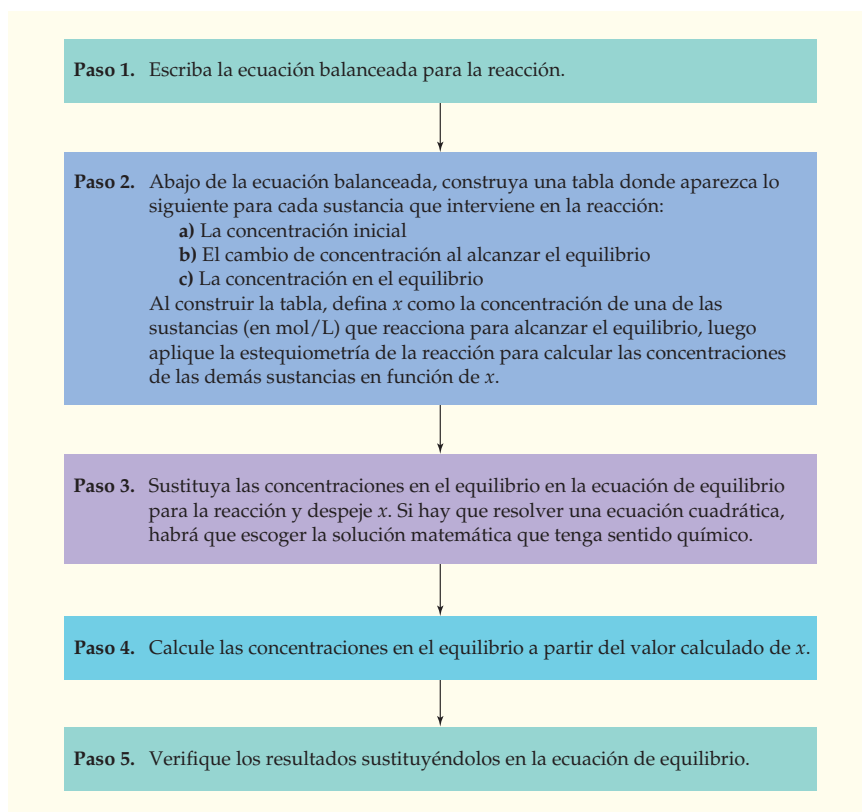 Paso 1. Escriba la ecuación balanceada para la reacción.
Paso 2. Abajo de la ecuación balanceada, construya una tabla donde aparezca lo
siguiente para cada sustancia que interviene en la reacción:
a) La concentración inicial
b) El cambio de concentración al alcanzar el equilibrio
c) La concentración en el equilibrio
Al construir la tabla, defina x como la concentración de una de las
sustancias (en mol/L) que reacciona para alcanzar el equilibrio, luego
aplique la estequiometría de la reacción para calcular las concentraciones
de las demás sustancias en función de x.
Paso 3. Sustituya las concentraciones en el equilibrio en la ecuación de equilibrio
para la reacción y despeje x. Si hay que resolver una ecuación cuadrática,
habrá que escoger la solución matemática que tenga sentido químico.
Paso 4. Calcule las concentraciones en el equilibrio a partir del valor calculado de x.
Paso 5. Verifique los resultados sustituyéndolos en la ecuación de equilibrio.